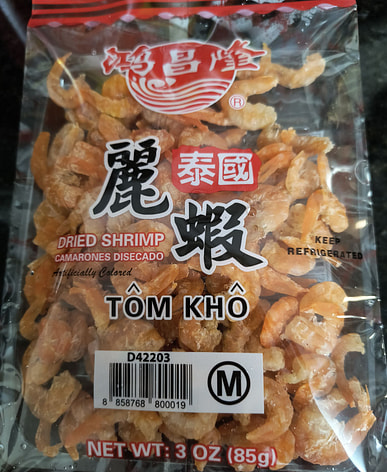 鴻昌隆
®
麗 泰國
蝦
DRIED SHRIMP
CAMARONES DISECADO
Artificially Colored
KEEP
REFRIGERATED
TÔM KHÔ
D42203
M
8 858768 800019
NET WT: 3 OZ (85g)